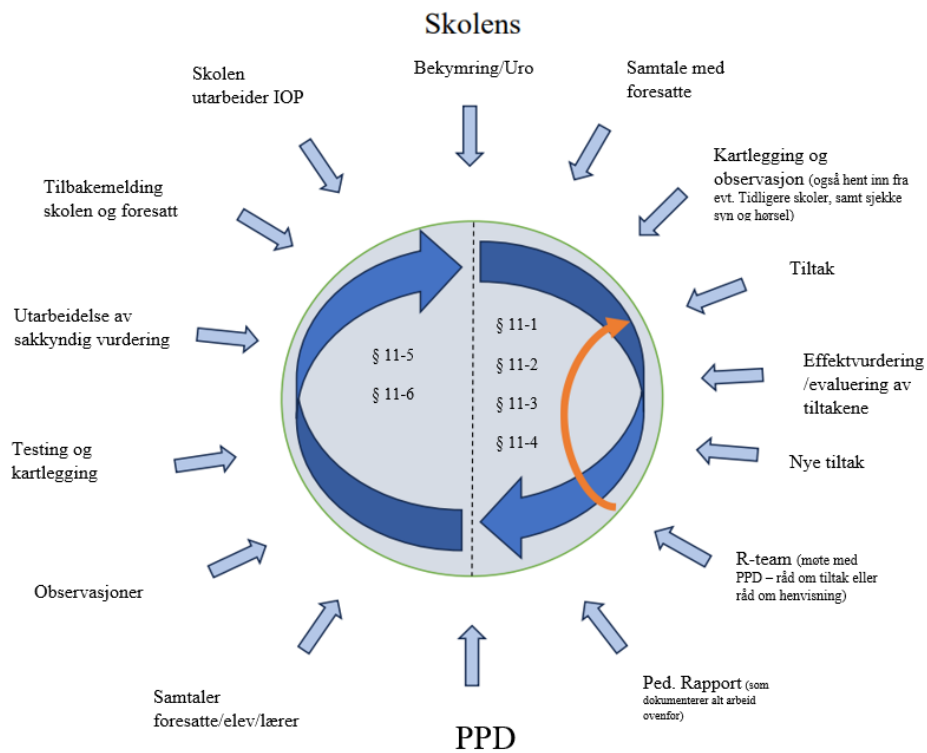 Skolens
Bekymring/Uro
Samtale med
foresatte
Kartlegging og
observasjon (også hent inn fra
evt. Tidligere skoler, samt sjekke
syn og hørsel)
Tiltak
Effektvurdering
/evaluering av
tiltakene
Nye tiltak
R-team (møte med
PPD – råd om tiltak eller
råd om henvisning)
Ped. Rapport (som
dokumenterer alt arbeid
ovenfor)
PPD
Samtaler
foresatte/elev/lærer
Observasjoner
Testing og
kartlegging
Utarbeidelse av
sakkyndig vurdering
Tilbakemelding
skolen og foresatt
Skolen
utarbeider IOP
§ 11-1
§ 11-2
§ 11-3
§ 11-4
§ 11-5
§ 11-6